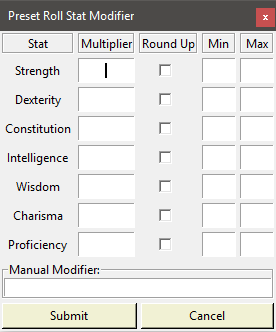 Preset Roll Stat Modifier x
Stat Multiplier Round Up Min Max
Strength
Dexterity
Constitution
Intelligence
Wisdom
Charisma
Proficiency
Manual Modifier:
Submit Cancel